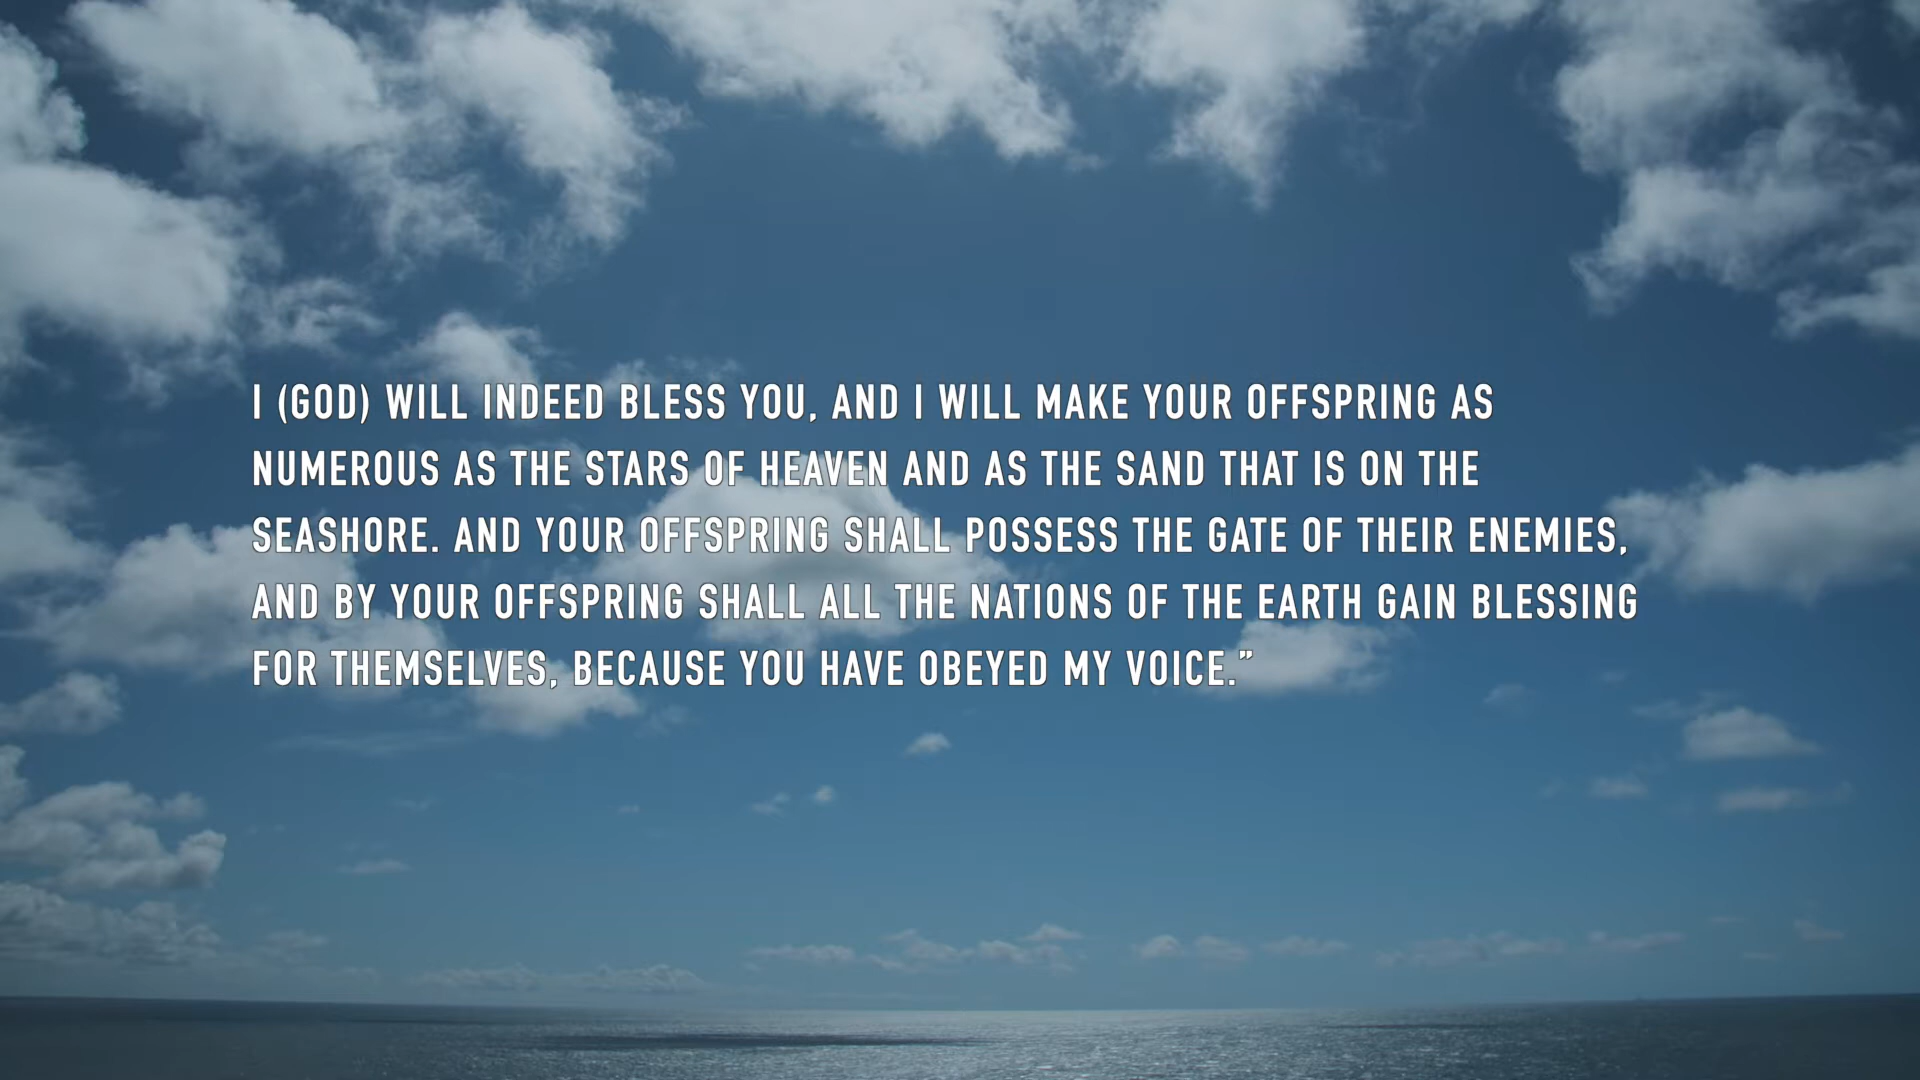 I (GOD) WILL INDEED BLESS YOU, AND I WILL MAKE YOUR OFFSPRING AS
NUMEROUS AS THE STARS OF HEAVEN AND AS THE SAND THAT IS ON THE
SEASHORE. AND YOUR OFFSPRING SHALL POSSESS THE GATE OF THEIR ENEMIES,
AND BY YOUR OFFSPRING SHALL ALL THE NATIONS OF THE EARTH GAIN BLESSING
FOR THEMSELVES, BECAUSE YOU HAVE OBEYED MY VOICE.”